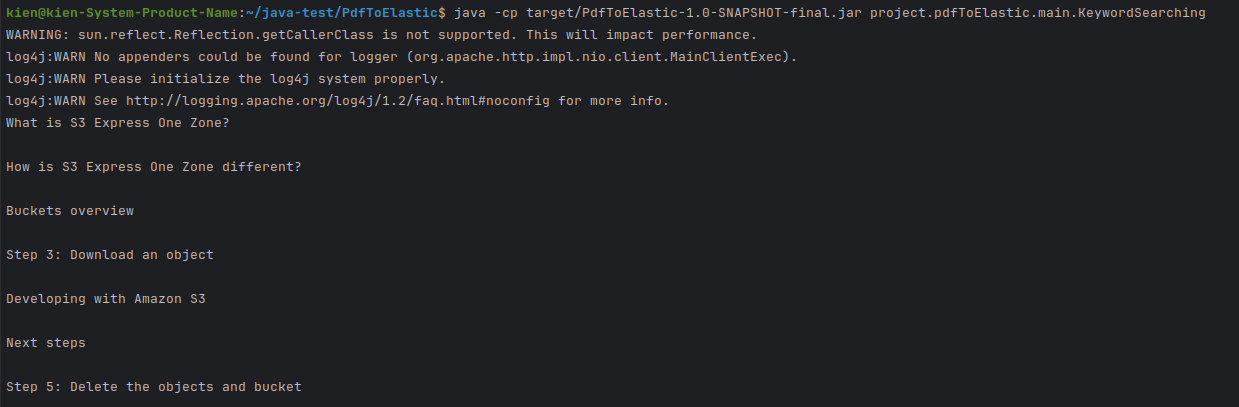 kien@kien-System-Product-Name:~/java-test/PdfToElastic$ java -cp target/PdfToElastic-1.0-SNAPSHOT-final.jar project.pdfToElastic.main.KeywordSearching
WARNING: sun.reflect.Reflection.getCallerClass is not supported. This will impact performance.
log4j:WARN No appenders could be found for logger (org.apache.http.impl.nio.client.MainClientExec).
log4j:WARN Please initialize the log4j system properly.
log4j:WARN See http://logging.apache.org/log4j/1.2/faq.html#noconfig for more info.
What is S3 Express One Zone?
How is S3 Express One Zone different?
Buckets overview
Step 3: Download an object
Developing with Amazon S3
Next steps
Step 5: Delete the objects and bucket